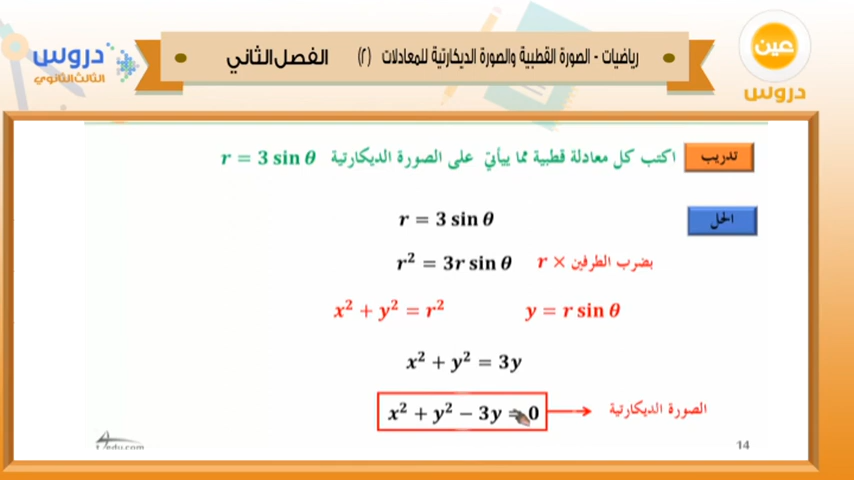 عين
دروس
رياضيات - الصورة القطبية والصورة الديكارتية للمعادلات (٢) الفصل الثاني
دروس
الثالث الثانوي
تدريب اكتب كل معادلة قطبية مما يأتي على الصورة الديكارتية r = 3 sin θ
الحل
r = 3 sin θ
r² = 3r sin θ بضرب الطرفين × r
x² + y² = r² y = r sin θ
x² + y² = 3y
x² + y² − 3y = 0 الصورة الديكارتية
14